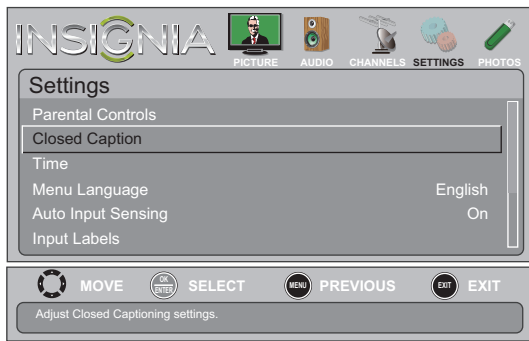 INSIGNIA
PICTURE AUDIO CHANNELS SETTINGS PHOTOS
Settings
Parental Controls
Closed Caption
Time
Menu Language English
Auto Input Sensing On
Input Labels
MOVE OK ENTER SELECT MENU PREVIOUS EXIT EXIT
Adjust Closed Captioning settings.